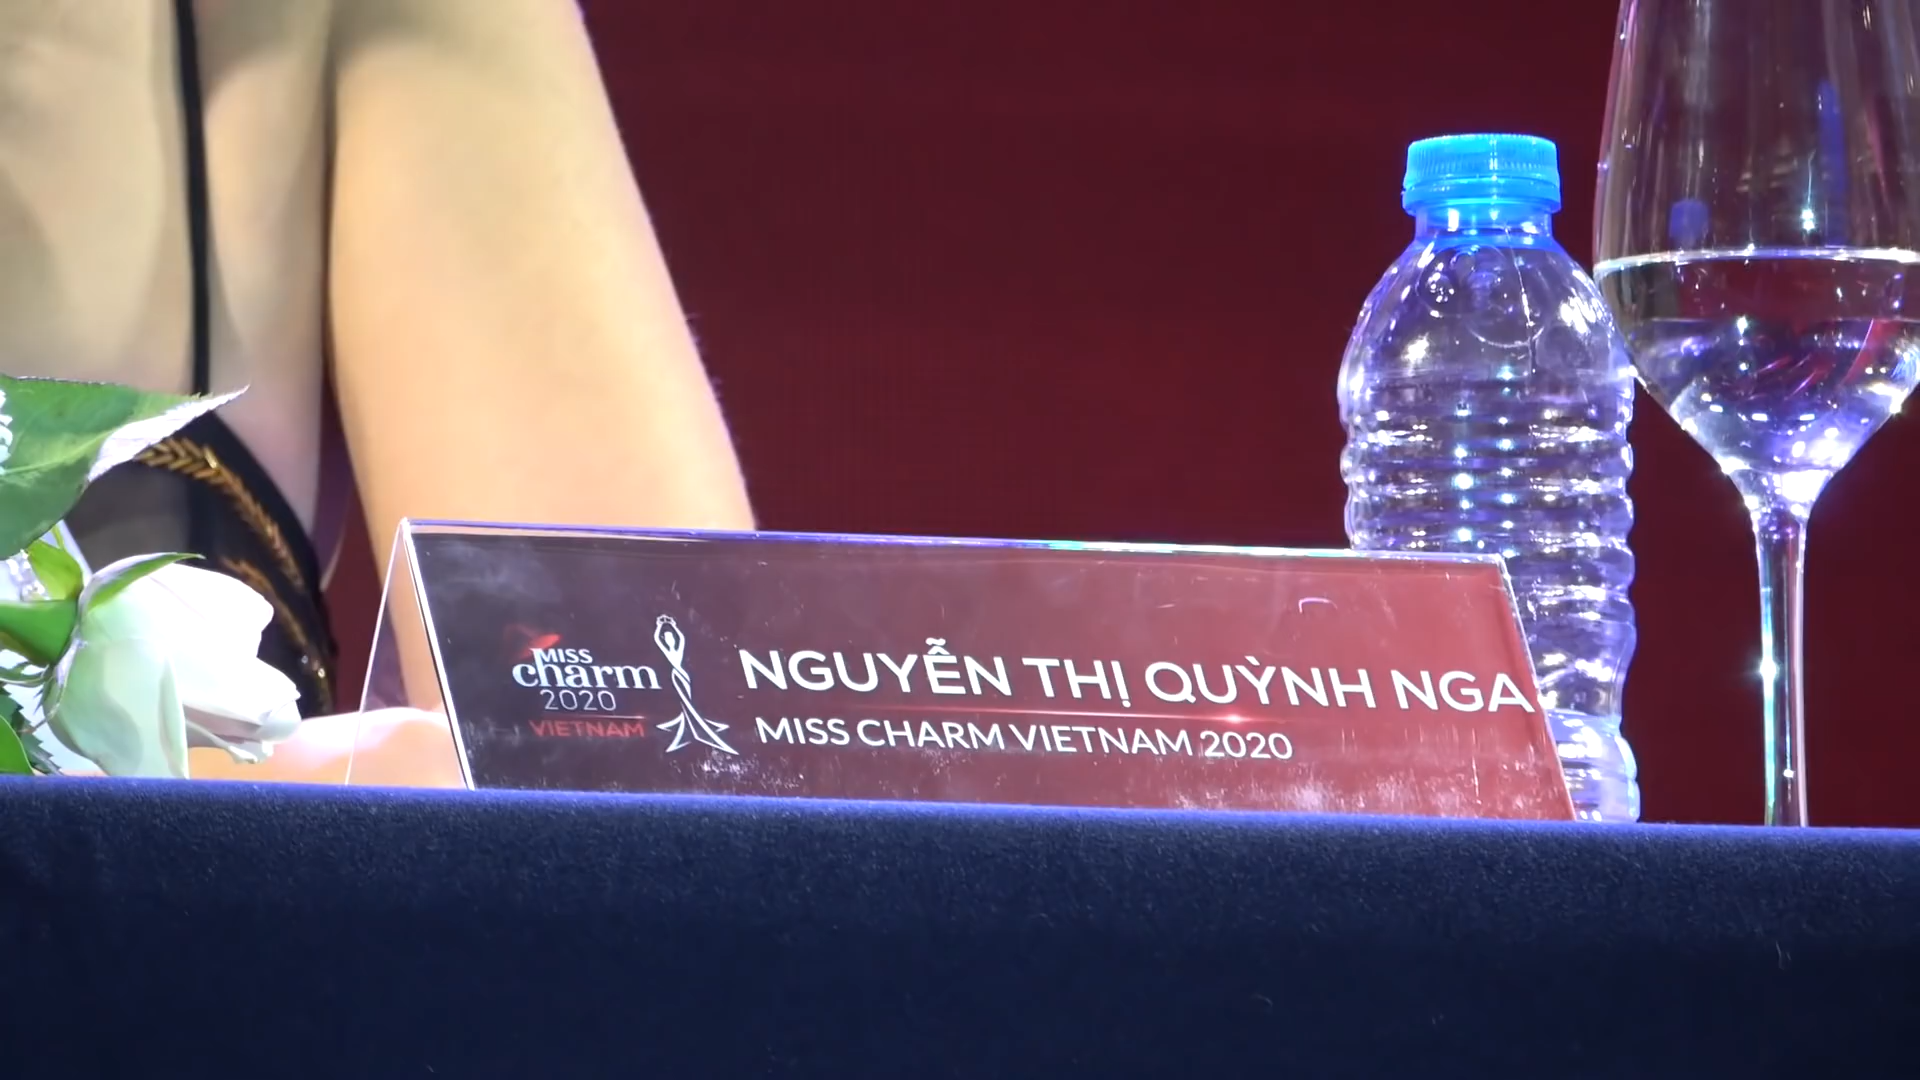 MISS
charm
2020
VIETNAM
NGUYỄN THỊ QUỲNH NGA
MISS CHARM VIETNAM 2020